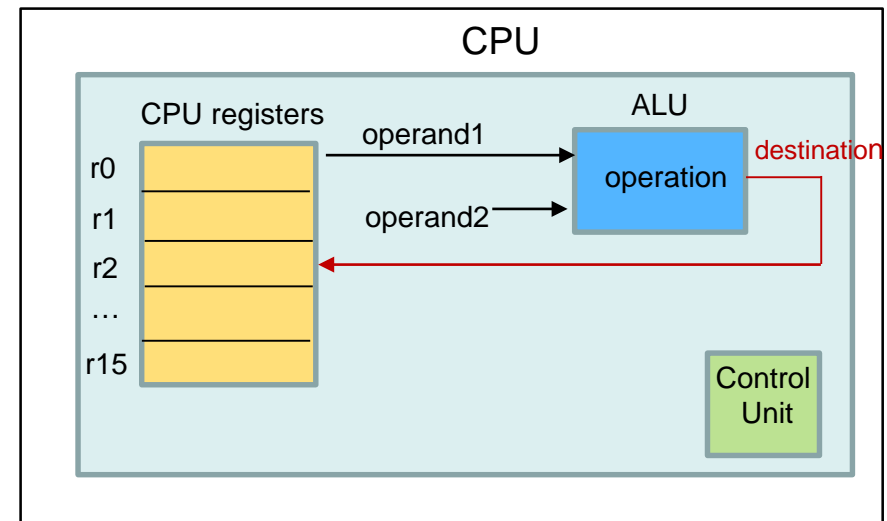 CPU
CPU registers
ALU
operand1
destination
r0
operation
r1
operand2
r2
…
r15
Control
Unit